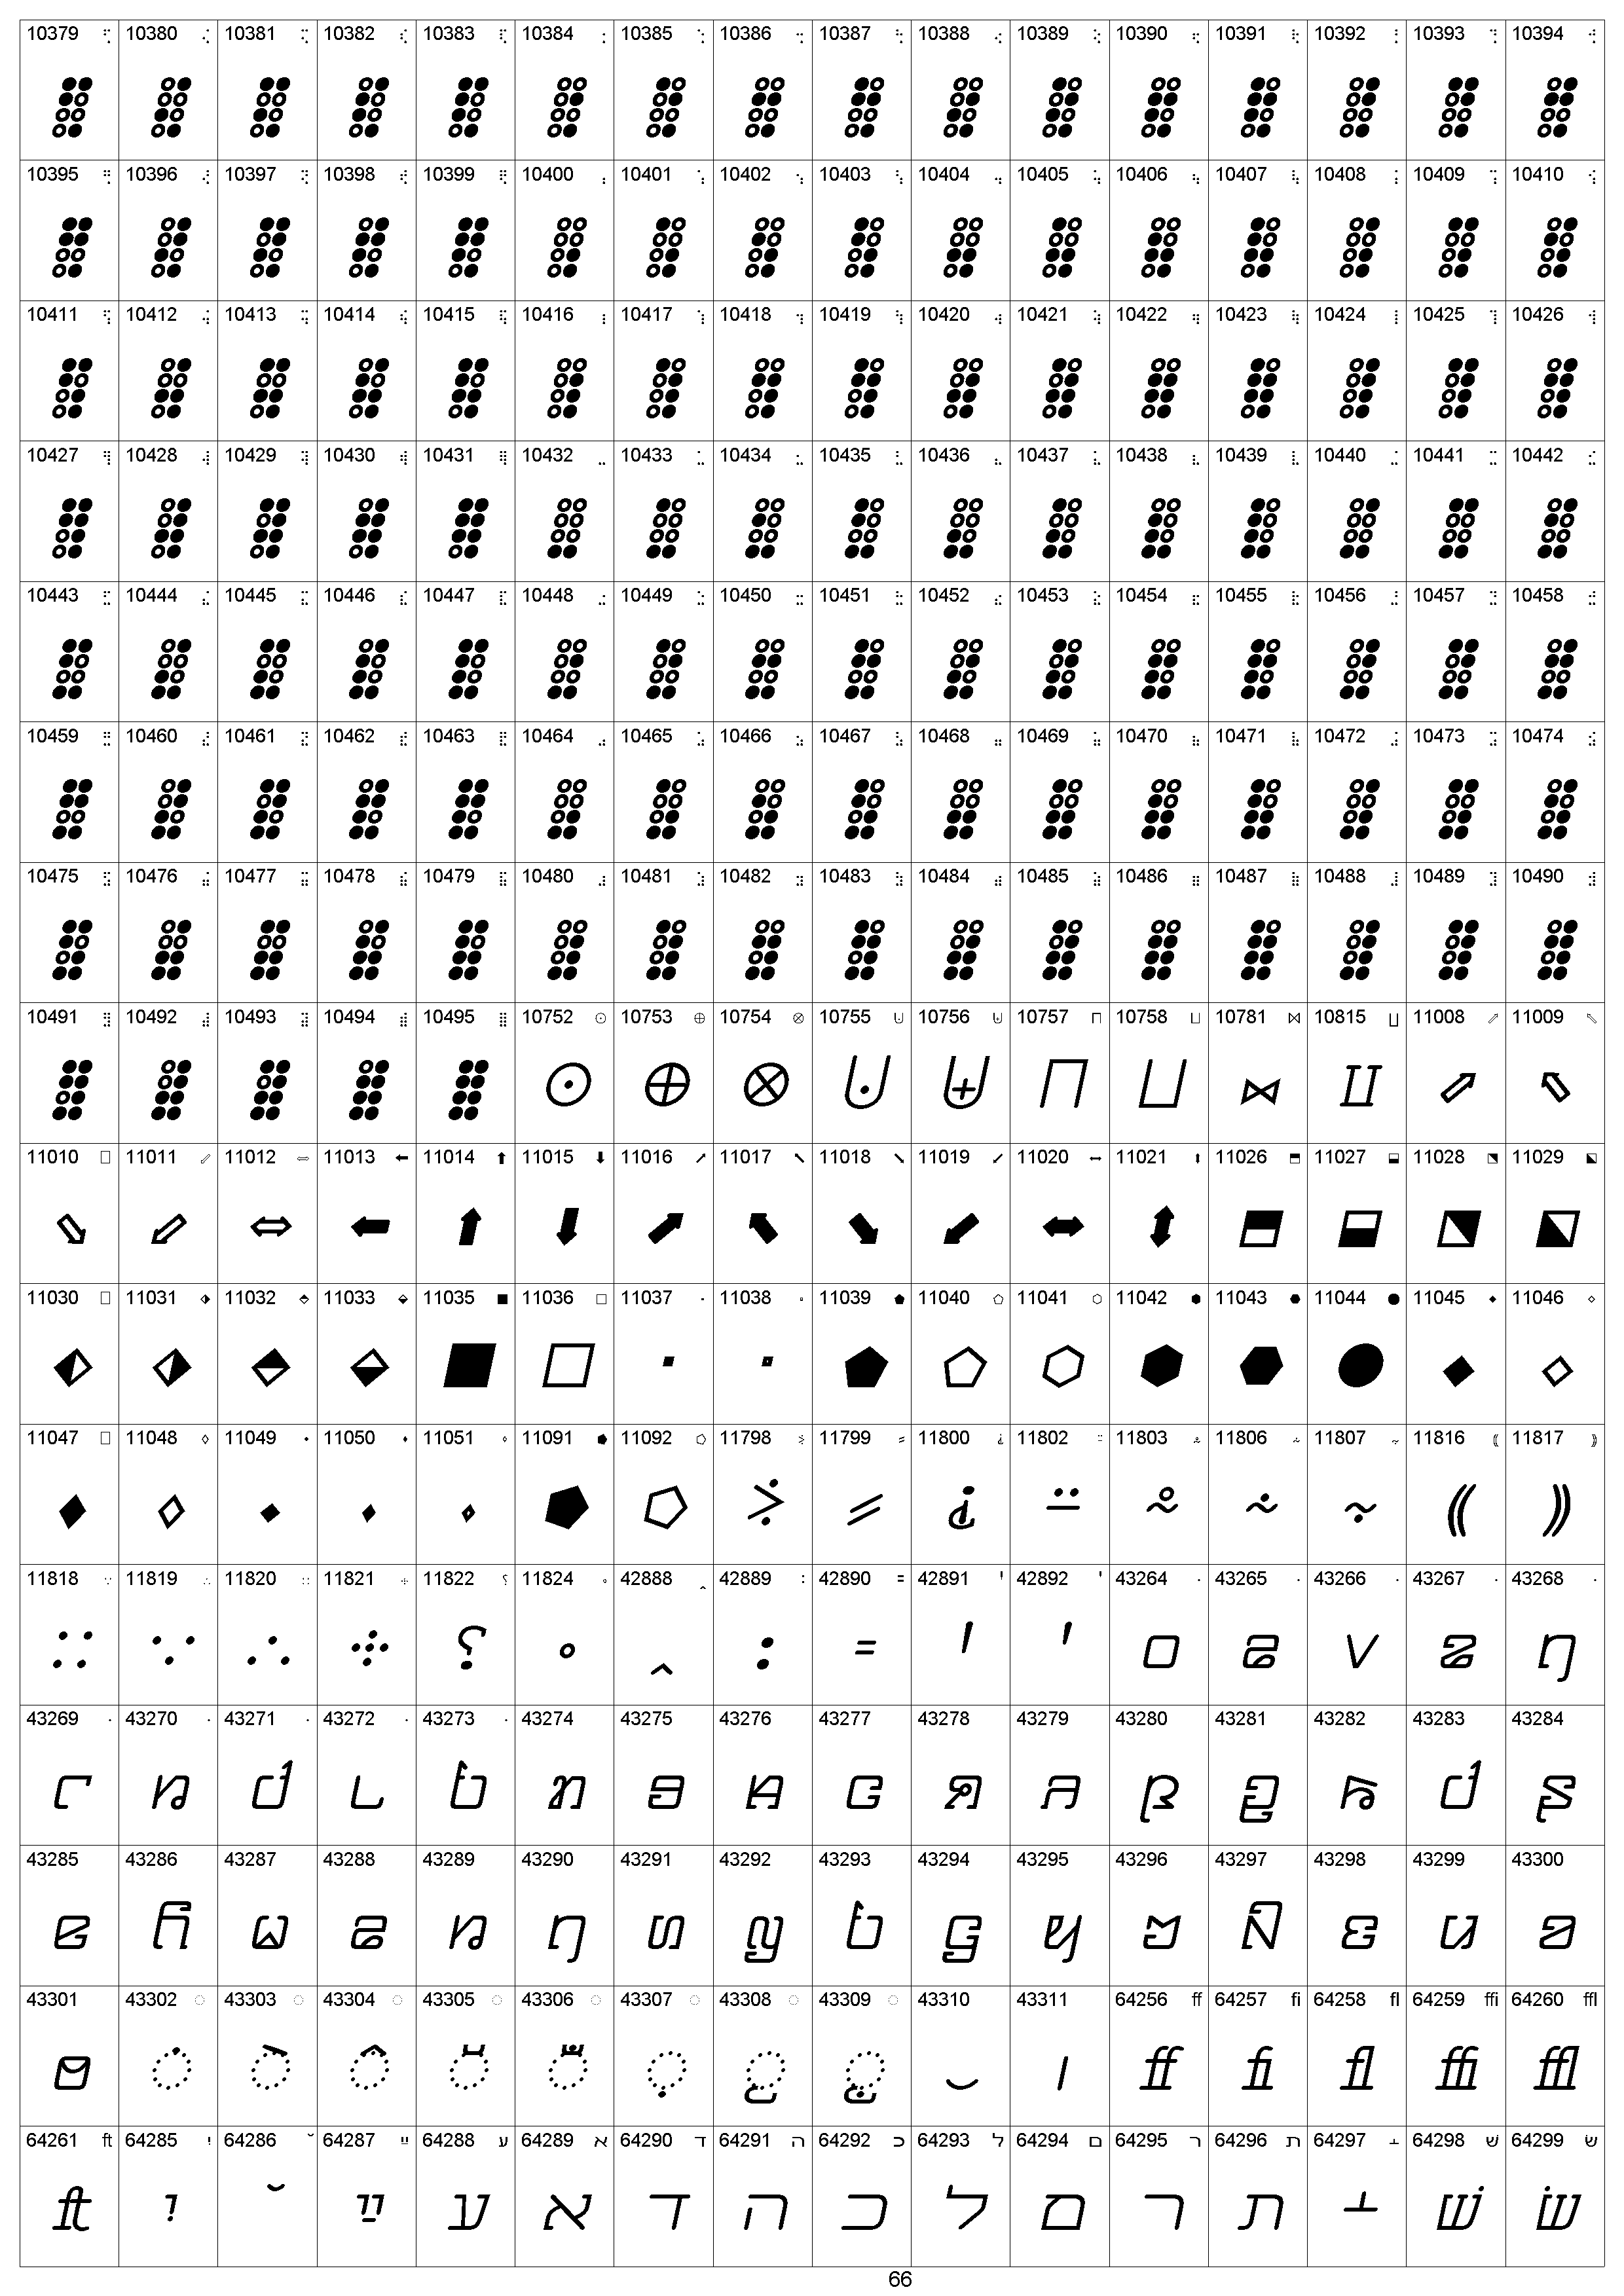 10379 10380 10381 10382 10383 10384 10385 10386 10387 10388 10389 10390 10391 10392 10393 10394
⢋ ⢌ ⢍ ⢎ ⢏ ⢐ ⢑ ⢒ ⢓ ⢔ ⢕ ⢖ ⢗ ⢘ ⢙ ⢚
10395 10396 10397 10398 10399 10400 10401 10402 10403 10404 10405 10406 10407 10408 10409 10410
⢛ ⢜ ⢝ ⢞ ⢟ ⢠ ⢡ ⢢ ⢣ ⢤ ⢥ ⢦ ⢧ ⢨ ⢩ ⢪
10411 10412 10413 10414 10415 10416 10417 10418 10419 10420 10421 10422 10423 10424 10425 10426
⢫ ⢬ ⢭ ⢮ ⢯ ⢰ ⢱ ⢲ ⢳ ⢴ ⢵ ⢶ ⢷ ⢸ ⢹ ⢺
10427 10428 10429 10430 10431 10432 10433 10434 10435 10436 10437 10438 10439 10440 10441 10442
⢻ ⢼ ⢽ ⢾ ⢿ ⣀ ⣁ ⣂ ⣃ ⣄ ⣅ ⣆ ⣇ ⣈ ⣉ ⣊
10443 10444 10445 10446 10447 10448 10449 10450 10451 10452 10453 10454 10455 10456 10457 10458
⣋ ⣌ ⣍ ⣎ ⣏ ⣐ ⣑ ⣒ ⣓ ⣔ ⣕ ⣖ ⣗ ⣘ ⣙ ⣚
10459 10460 10461 10462 10463 10464 10465 10466 10467 10468 10469 10470 10471 10472 10473 10474
⣛ ⣜ ⣝ ⣞ ⣟ ⣠ ⣡ ⣢ ⣣ ⣤ ⣥ ⣦ ⣧ ⣨ ⣩ ⣪
10475 10476 10477 10478 10479 10480 10481 10482 10483 10484 10485 10486 10487 10488 10489 10490
⣫ ⣬ ⣭ ⣮ ⣯ ⣰ ⣱ ⣲ ⣳ ⣴ ⣵ ⣶ ⣷ ⣸ ⣹ ⣺
10491 10492 10493 10494 10495 10752 10753 10754 10755 10756 10757 10758 10781 10815 11008 11009
⣻ ⣼ ⣽ ⣾ ⣿ ⨀ ⨁ ⨂ ⨃ ⨄ ⨅ ⨆ ⨝ ⨿ ⬀ ⬁
11010 11011 11012 11013 11014 11015 11016 11017 11018 11019 11020 11021 11026 11027 11028 11029
⬂ ⬃ ⬄ ⬅ ⬆ ⬇ ⬈ ⬉ ⬊ ⬋ ⬌ ⬍ ⬒ ⬓ ⬔ ⬕
11030 11031 11032 11033 11035 11036 11037 11038 11039 11040 11041 11042 11043 11044 11045 11046
⬖ ⬗ ⬘ ⬙ ⬛ ⬜ ⬝ ⬞ ⬟ ⬠ ⬡ ⬢ ⬣ ⬤ ⬥ ⬦
11047 11048 11049 11050 11051 11091 11092 11798 11799 11800 11802 11803 11806 11807 11816 11817
⬧ ⬨ ⬩ ⬪ ⬫ ⭓ ⭔ ⸖ ⸗ ⸘ ⸚ ⸛ ⸞ ⸟ ⸨ ⸩
11818 11819 11820 11821 11822 11824 42888 42889 42890 42891 42892 43264 43265 43266 43267 43268
⸪ ⸫ ⸬ ⸭ ⸮ ⸰ ꞈ ꞉ ꞊ Ꞌ ꞌ ꤀ ꤁ ꤂ ꤃ ꤄
43269 43270 43271 43272 43273 43274 43275 43276 43277 43278 43279 43280 43281 43282 43283 43284
꤅ ꤆ ꤇ ꤈ ꤉ ꤊ ꤋ ꤌ ꤍ ꤎ ꤏ ꤐ ꤑ ꤒ ꤓ ꤔ
43285 43286 43287 43288 43289 43290 43291 43292 43293 43294 43295 43296 43297 43298 43299 43300
ꤕ ꤖ ꤗ ꤘ ꤙ ꤚ ꤛ ꤜ ꤝ ꤞ ꤟ ꤠ ꤡ ꤢ ꤣ ꤤ
43301 43302 43303 43304 43305 43306 43307 43308 43309 43310 43311 64256 64257 64258 64259 64260
ꤥ ◌ꤦ ◌ꤧ ◌ꤨ ◌ꤩ ◌ꤪ ◌꤫ ◌꤬ ◌꤭ ꤮ ꤯ ff fi fl ffi ffl
64261 64285 64286 64287 64288 64289 64290 64291 64292 64293 64294 64295 64296 64297 64298 64299
ſt יִ ﬞ ײַ ﬠ ﬡ ﬢ ﬣ ﬤ ﬥ ﬦ ﬧ ﬨ ﬩ שׁ שׂ
66